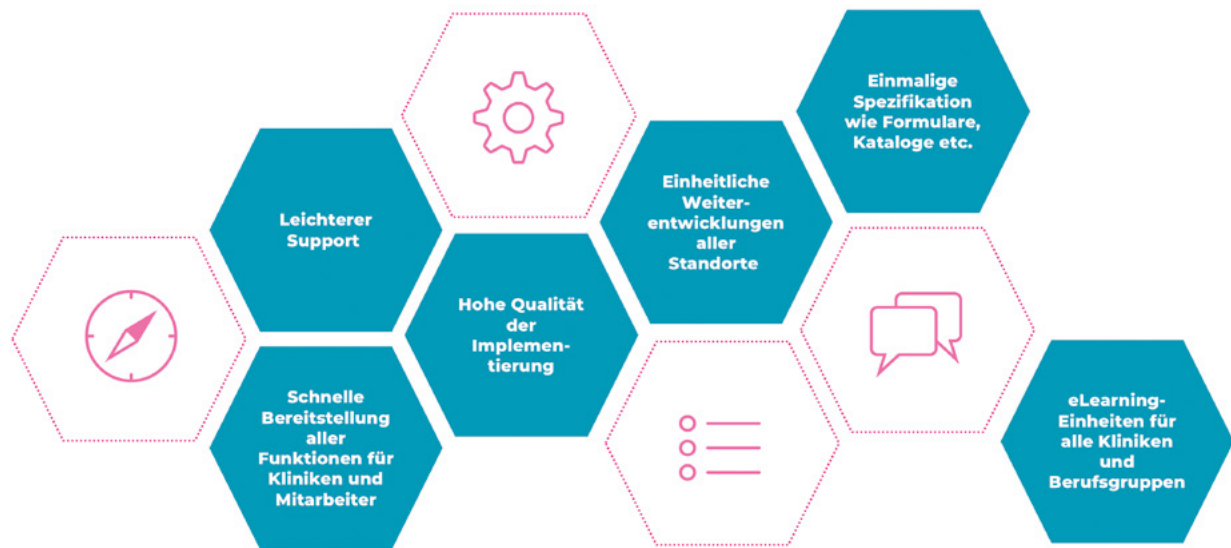 Einmalige
Spezifikation
wie Formulare,
Kataloge etc.
Leichterer
Support
Einheitliche
Weiter-
entwicklungen
aller
Standorte
Hohe Qualität
der
Implemen-
tierung
Schnelle
Bereitstellung
aller
Funktionen für
Kliniken und
Mitarbeiter
eLearning-
Einheiten für
alle Kliniken
und
Berufsgruppen